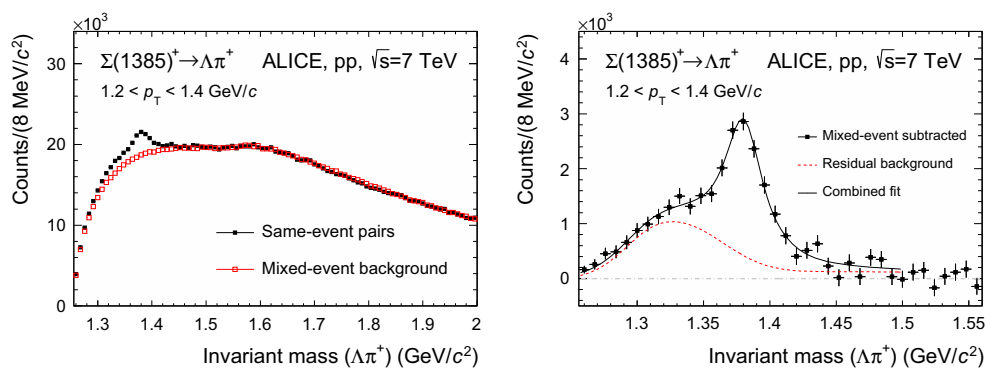 ×10³
Σ(1385)⁺→Λπ⁺ ALICE, pp, √s=7 TeV
1.2 < p_T < 1.4 GeV/c
Counts/(8 MeV/c²)
30
20
10
0
Same-event pairs
Mixed-event background
1.3 1.4 1.5 1.6 1.7 1.8 1.9 2
Invariant mass (Λπ⁺) (GeV/c²)
×10³
Σ(1385)⁺→Λπ⁺ ALICE, pp, √s=7 TeV
1.2 < p_T < 1.4 GeV/c
Counts/(8 MeV/c²)
4
3
2
1
0
Mixed-event subtracted
Residual background
Combined fit
1.3 1.35 1.4 1.45 1.5 1.55
Invariant mass (Λπ⁺) (GeV/c²)